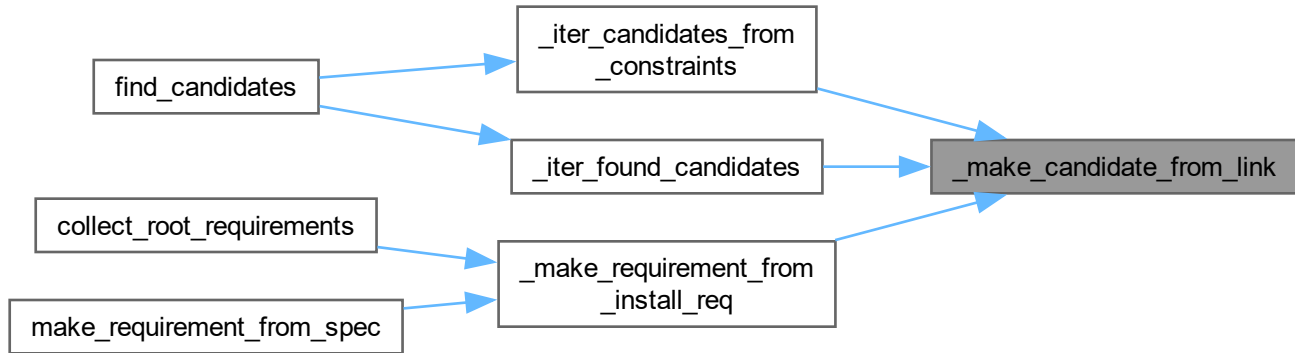 _iter_candidates_from
_constraints
find_candidates
_iter_found_candidates
_make_candidate_from_link
collect_root_requirements
_make_requirement_from
_install_req
make_requirement_from_spec